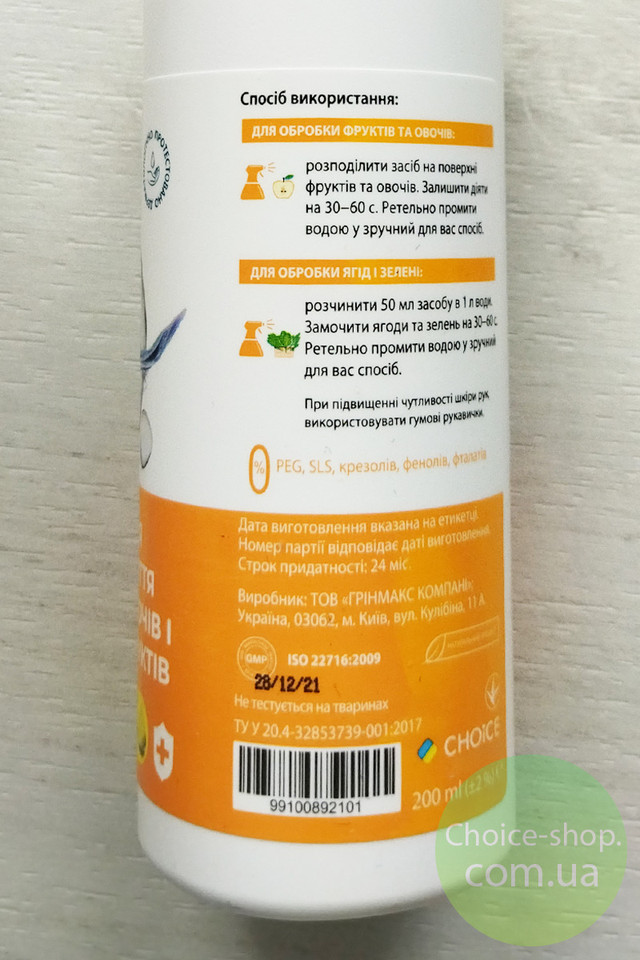 Спосіб використання:
ДЛЯ ОБРОБКИ ФРУКТІВ ТА ОВОЧІВ:
розподілити засіб на поверхні
фруктів та овочів. Залишити діяти
на 30–60 с. Ретельно промити
водою у зручний для вас спосіб.
ДЛЯ ОБРОБКИ ЯГІД І ЗЕЛЕНІ:
розчинити 50 мл засобу в 1 л води.
Замочити ягоди та зелень на 30–60 с.
Ретельно промити водою у зручний
для вас спосіб.
При підвищенні чутливості шкіри рук
використовувати гумові рукавички.
0% PEG, SLS, крезолів, фенолів, фталатів
Дата виготовлення вказана на етикетці.
Номер партії відповідає даті виготовлення.
Строк придатності: 24 міс.
Виробник: ТОВ «ГРІНМАКС КОМПАНІ»;
Україна, 03062, м. Київ, вул. Кулібіна, 11 А.
GMP
ISO 22716:2009
28/12/21
Не тестується на тваринах
ТУ У 20.4-32853739-001:2017
CHOICE
99100892101
200 ml (±2 %)
Choice-shop.
com.ua